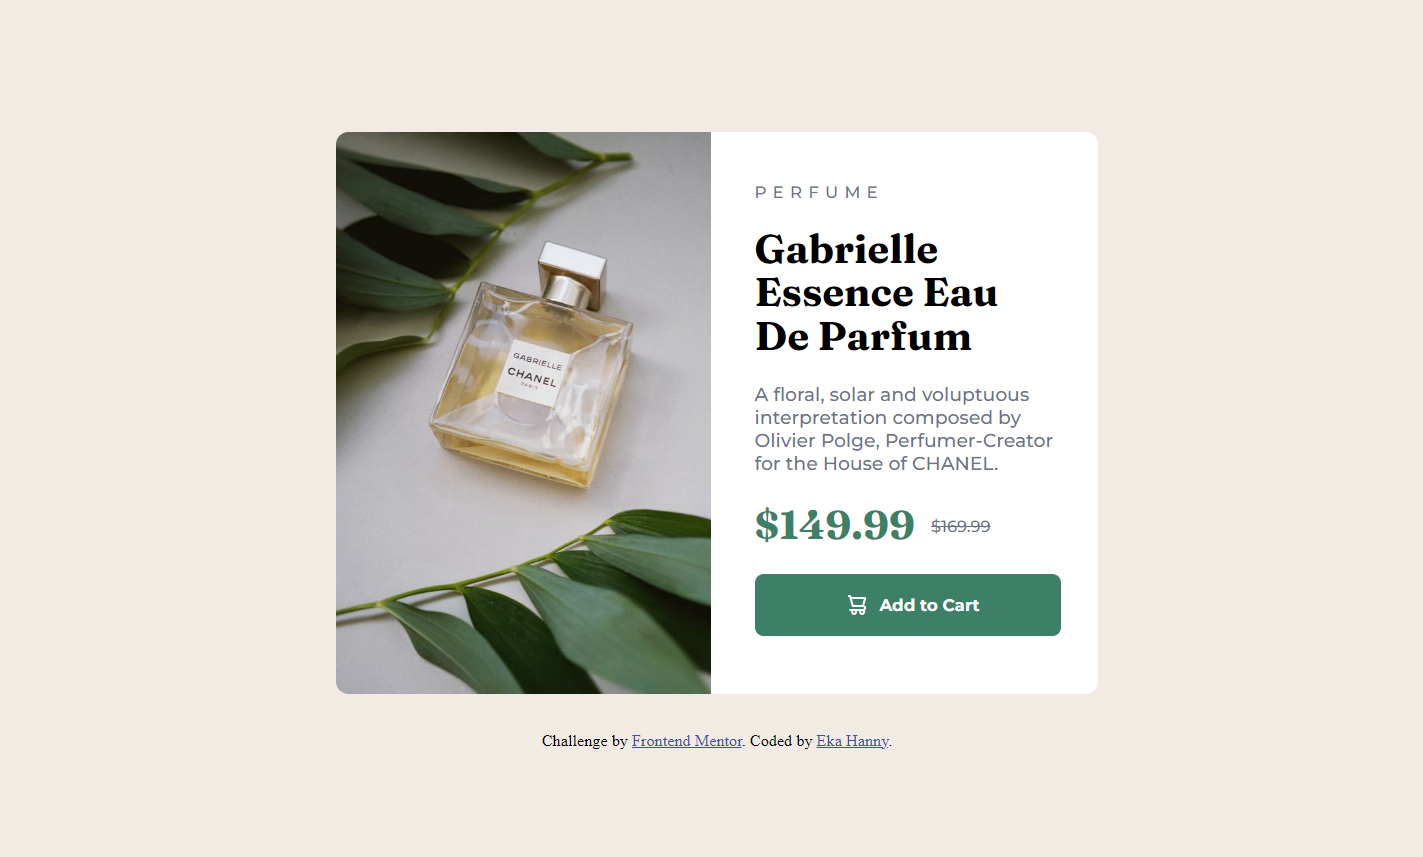 GABRIELLE
CHANEL
PARIS
PERFUME
Gabrielle
Essence Eau
De Parfum
A floral, solar and voluptuous
interpretation composed by
Olivier Polge, Perfumer-Creator
for the House of CHANEL.
$149.99 $169.99
Add to Cart
Challenge by Frontend Mentor. Coded by Eka Hanny.